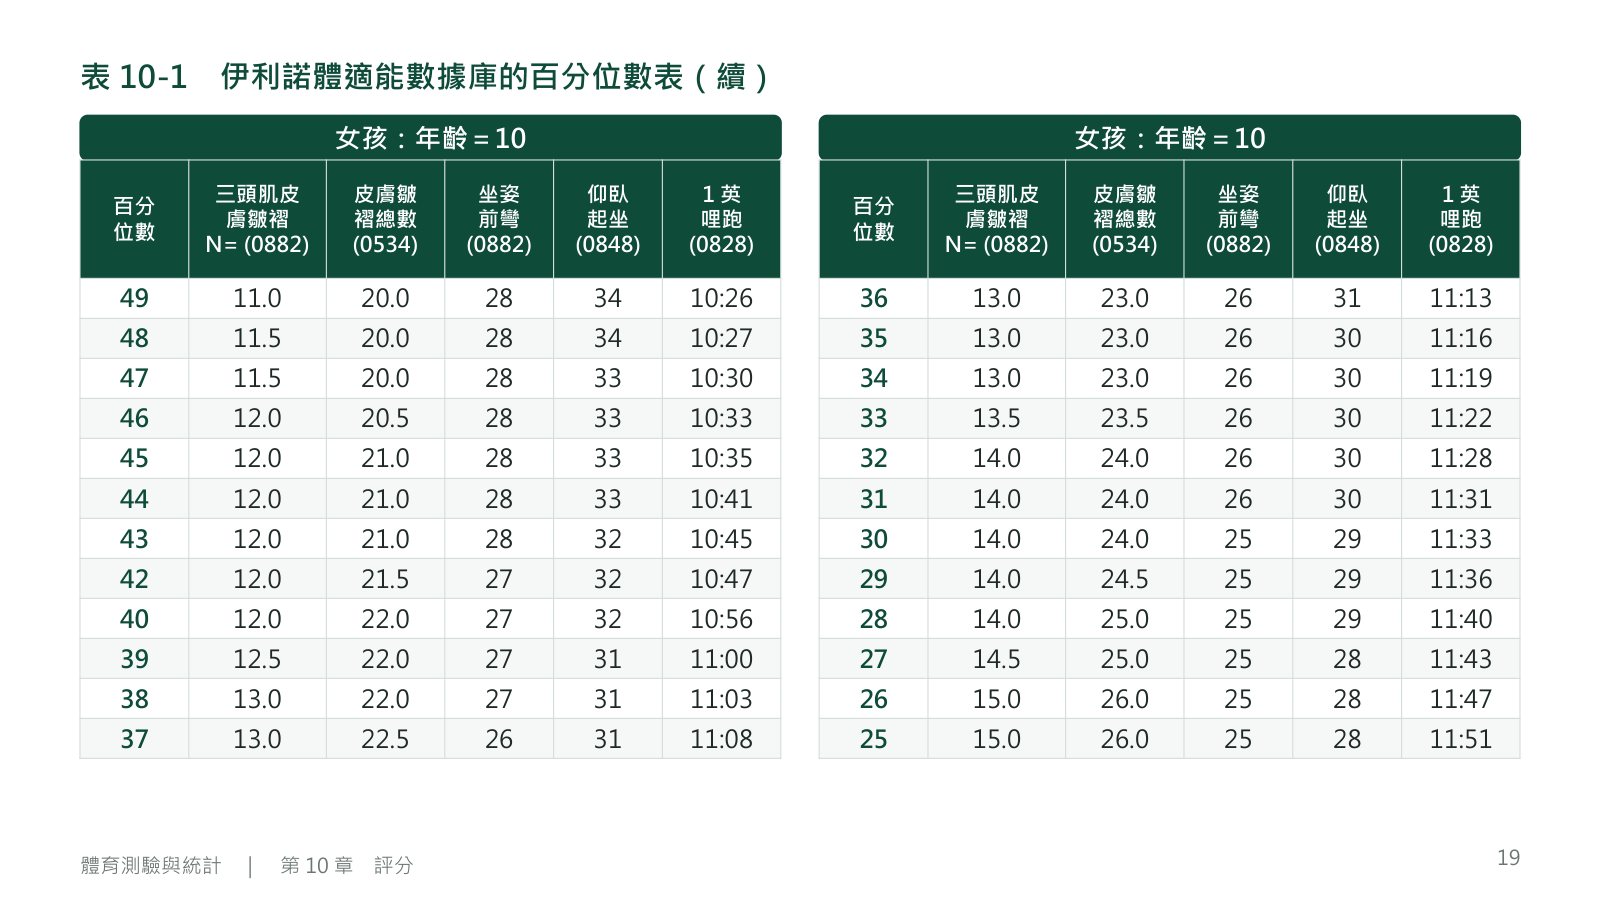 表 10-1　伊利諾體適能數據庫的百分位數表（續）
女孩：年齡＝10
百分位數 三頭肌皮膚皺褶 N= (0882) 皮膚皺褶總數 (0534) 坐姿前彎 (0882) 仰臥起坐 (0848) 1 英哩跑 (0828)
49 11.0 20.0 28 34 10:26
48 11.5 20.0 28 34 10:27
47 11.5 20.0 28 33 10:30
46 12.0 20.5 28 33 10:33
45 12.0 21.0 28 33 10:35
44 12.0 21.0 28 33 10:41
43 12.0 21.0 28 32 10:45
42 12.0 21.5 27 32 10:47
40 12.0 22.0 27 32 10:56
39 12.5 22.0 27 31 11:00
38 13.0 22.0 27 31 11:03
37 13.0 22.5 26 31 11:08
女孩：年齡＝10
百分位數 三頭肌皮膚皺褶 N= (0882) 皮膚皺褶總數 (0534) 坐姿前彎 (0882) 仰臥起坐 (0848) 1 英哩跑 (0828)
36 13.0 23.0 26 31 11:13
35 13.0 23.0 26 30 11:16
34 13.0 23.0 26 30 11:19
33 13.5 23.5 26 30 11:22
32 14.0 24.0 26 30 11:28
31 14.0 24.0 26 30 11:31
30 14.0 24.0 25 29 11:33
29 14.0 24.5 25 29 11:36
28 14.0 25.0 25 29 11:40
27 14.5 25.0 25 28 11:43
26 15.0 26.0 25 28 11:47
25 15.0 26.0 25 28 11:51
體育測驗與統計　|　第 10 章　評分
19